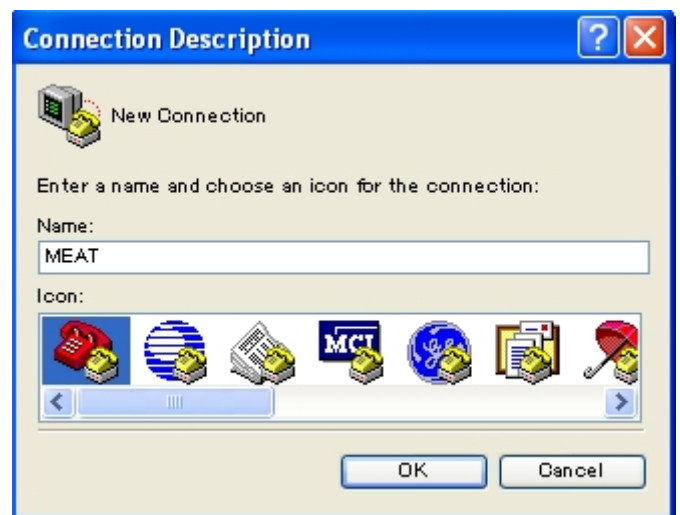 Connection Description
New Connection
Enter a name and choose an icon for the connection:
Name:
MEAT
Icon:
MCI
OK Cancel